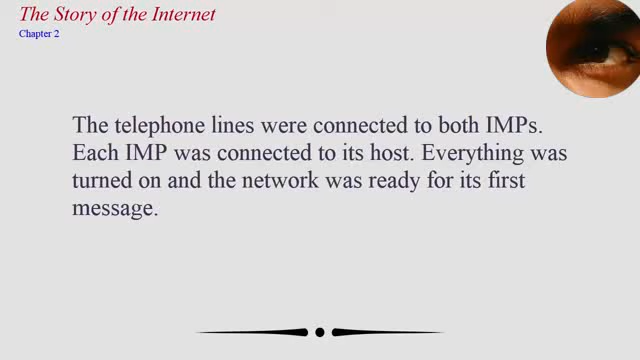 The Story of the Internet
Chapter 2
The telephone lines were connected to both IMPs.
Each IMP was connected to its host. Everything was
turned on and the network was ready for its first
message.